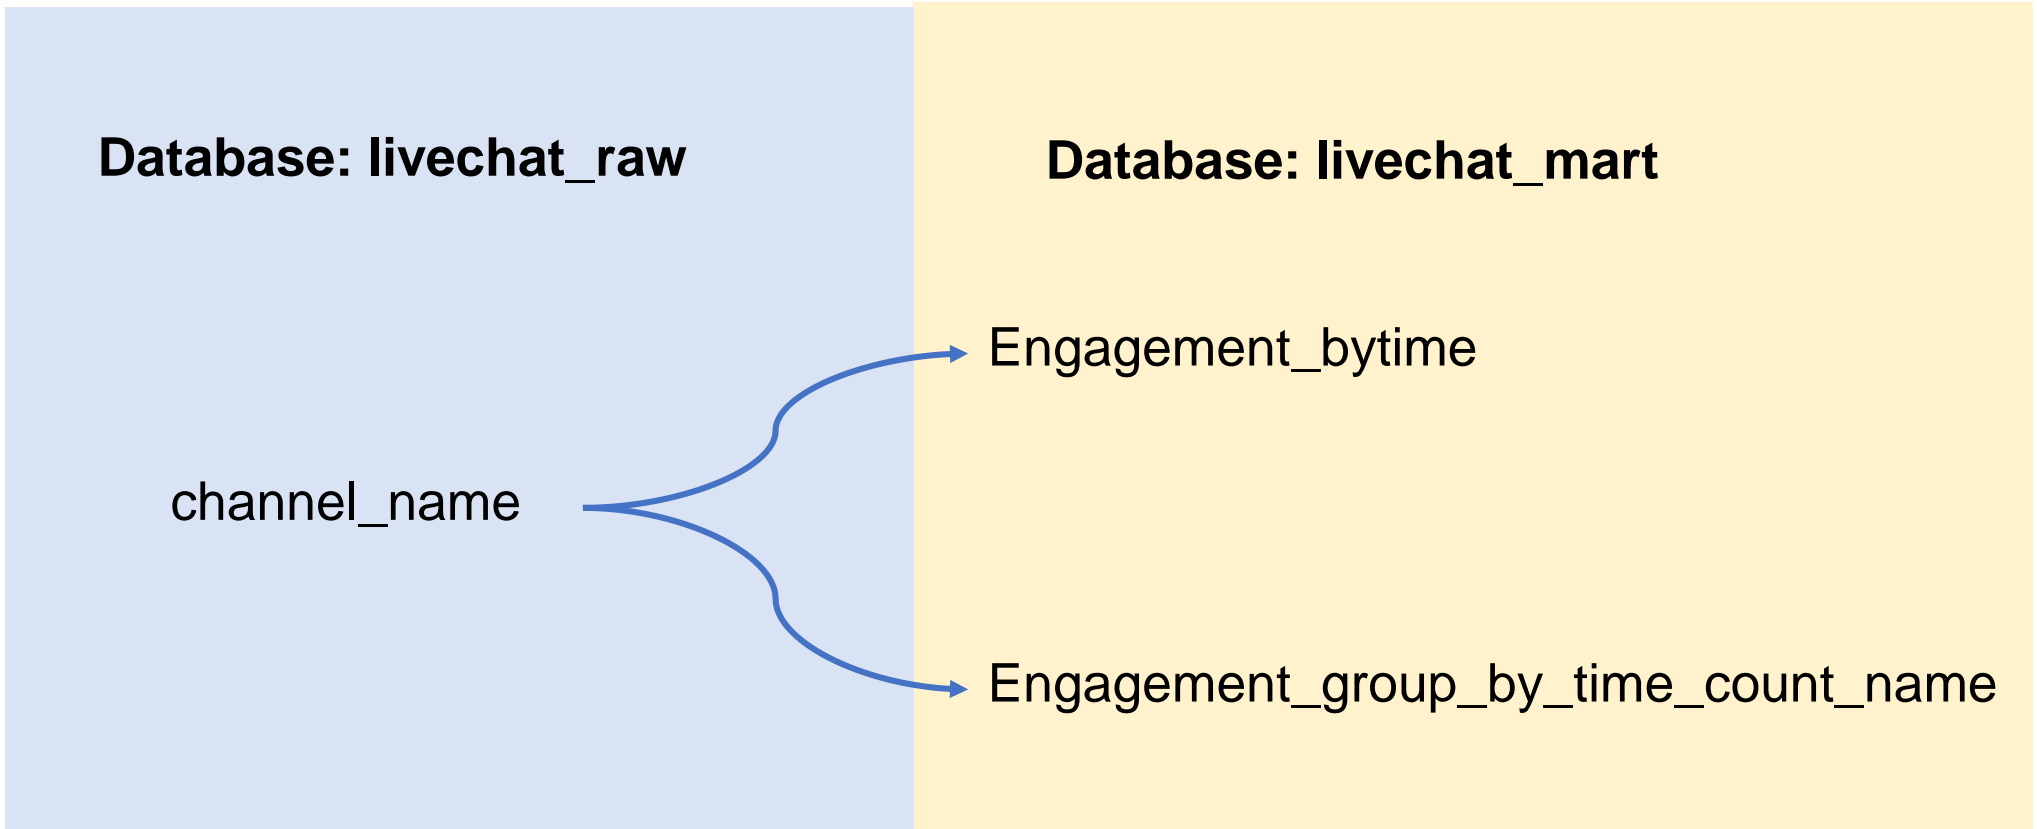 Database: livechat_raw
channel_name
Database: livechat_mart
Engagement_bytime
Engagement_group_by_time_count_name